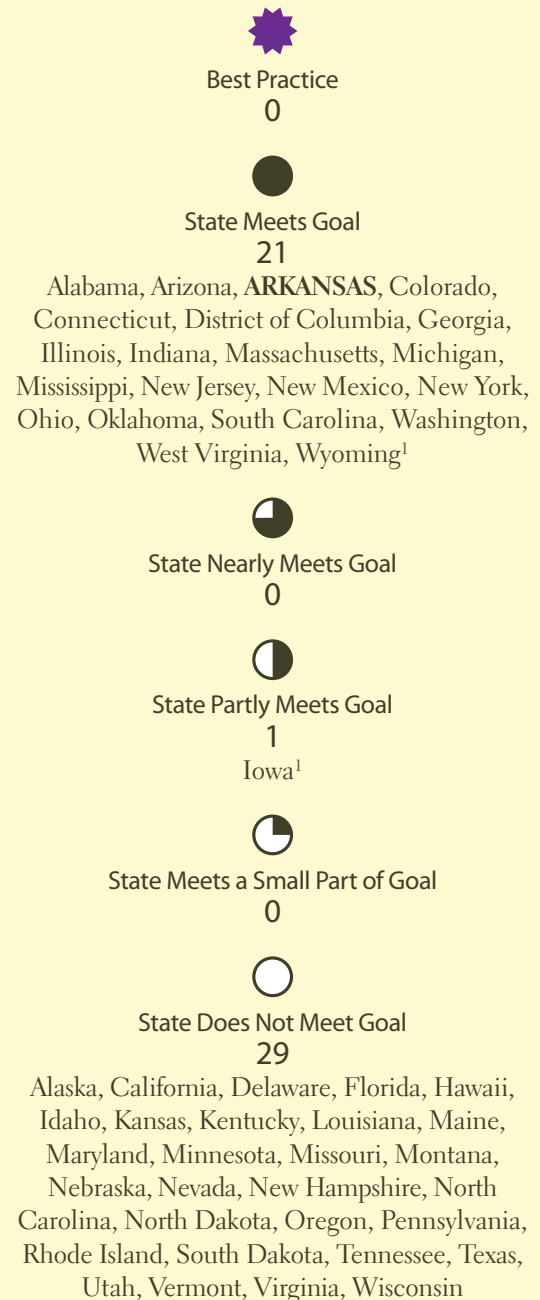 Best Practice
0
State Meets Goal
21
Alabama, Arizona, ARKANSAS, Colorado,
Connecticut, District of Columbia, Georgia,
Illinois, Indiana, Massachusetts, Michigan,
Mississippi, New Jersey, New Mexico, New York,
Ohio, Oklahoma, South Carolina, Washington,
West Virginia, Wyoming¹
State Nearly Meets Goal
0
State Partly Meets Goal
1
Iowa¹
State Meets a Small Part of Goal
0
State Does Not Meet Goal
29
Alaska, California, Delaware, Florida, Hawaii,
Idaho, Kansas, Kentucky, Louisiana, Maine,
Maryland, Minnesota, Missouri, Montana,
Nebraska, Nevada, New Hampshire, North
Carolina, North Dakota, Oregon, Pennsylvania,
Rhode Island, South Dakota, Tennessee, Texas,
Utah, Vermont, Virginia, Wisconsin